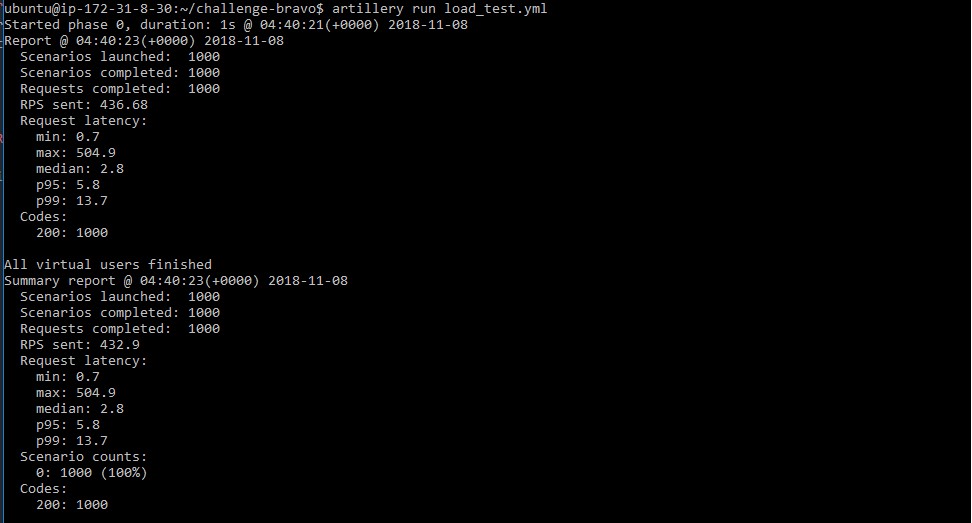 ubuntu@ip-172-31-8-30:~/challenge-bravo$ artillery run load_test.yml
Started phase 0, duration: 1s @ 04:40:21(+0000) 2018-11-08
Report @ 04:40:23(+0000) 2018-11-08
  Scenarios launched:  1000
  Scenarios completed: 1000
  Requests completed:  1000
  RPS sent: 436.68
  Request latency:
    min: 0.7
    max: 504.9
    median: 2.8
    p95: 5.8
    p99: 13.7
  Codes:
    200: 1000

All virtual users finished
Summary report @ 04:40:23(+0000) 2018-11-08
  Scenarios launched:  1000
  Scenarios completed: 1000
  Requests completed:  1000
  RPS sent: 432.9
  Request latency:
    min: 0.7
    max: 504.9
    median: 2.8
    p95: 5.8
    p99: 13.7
  Scenario counts:
    0: 1000 (100%)
  Codes:
    200: 1000